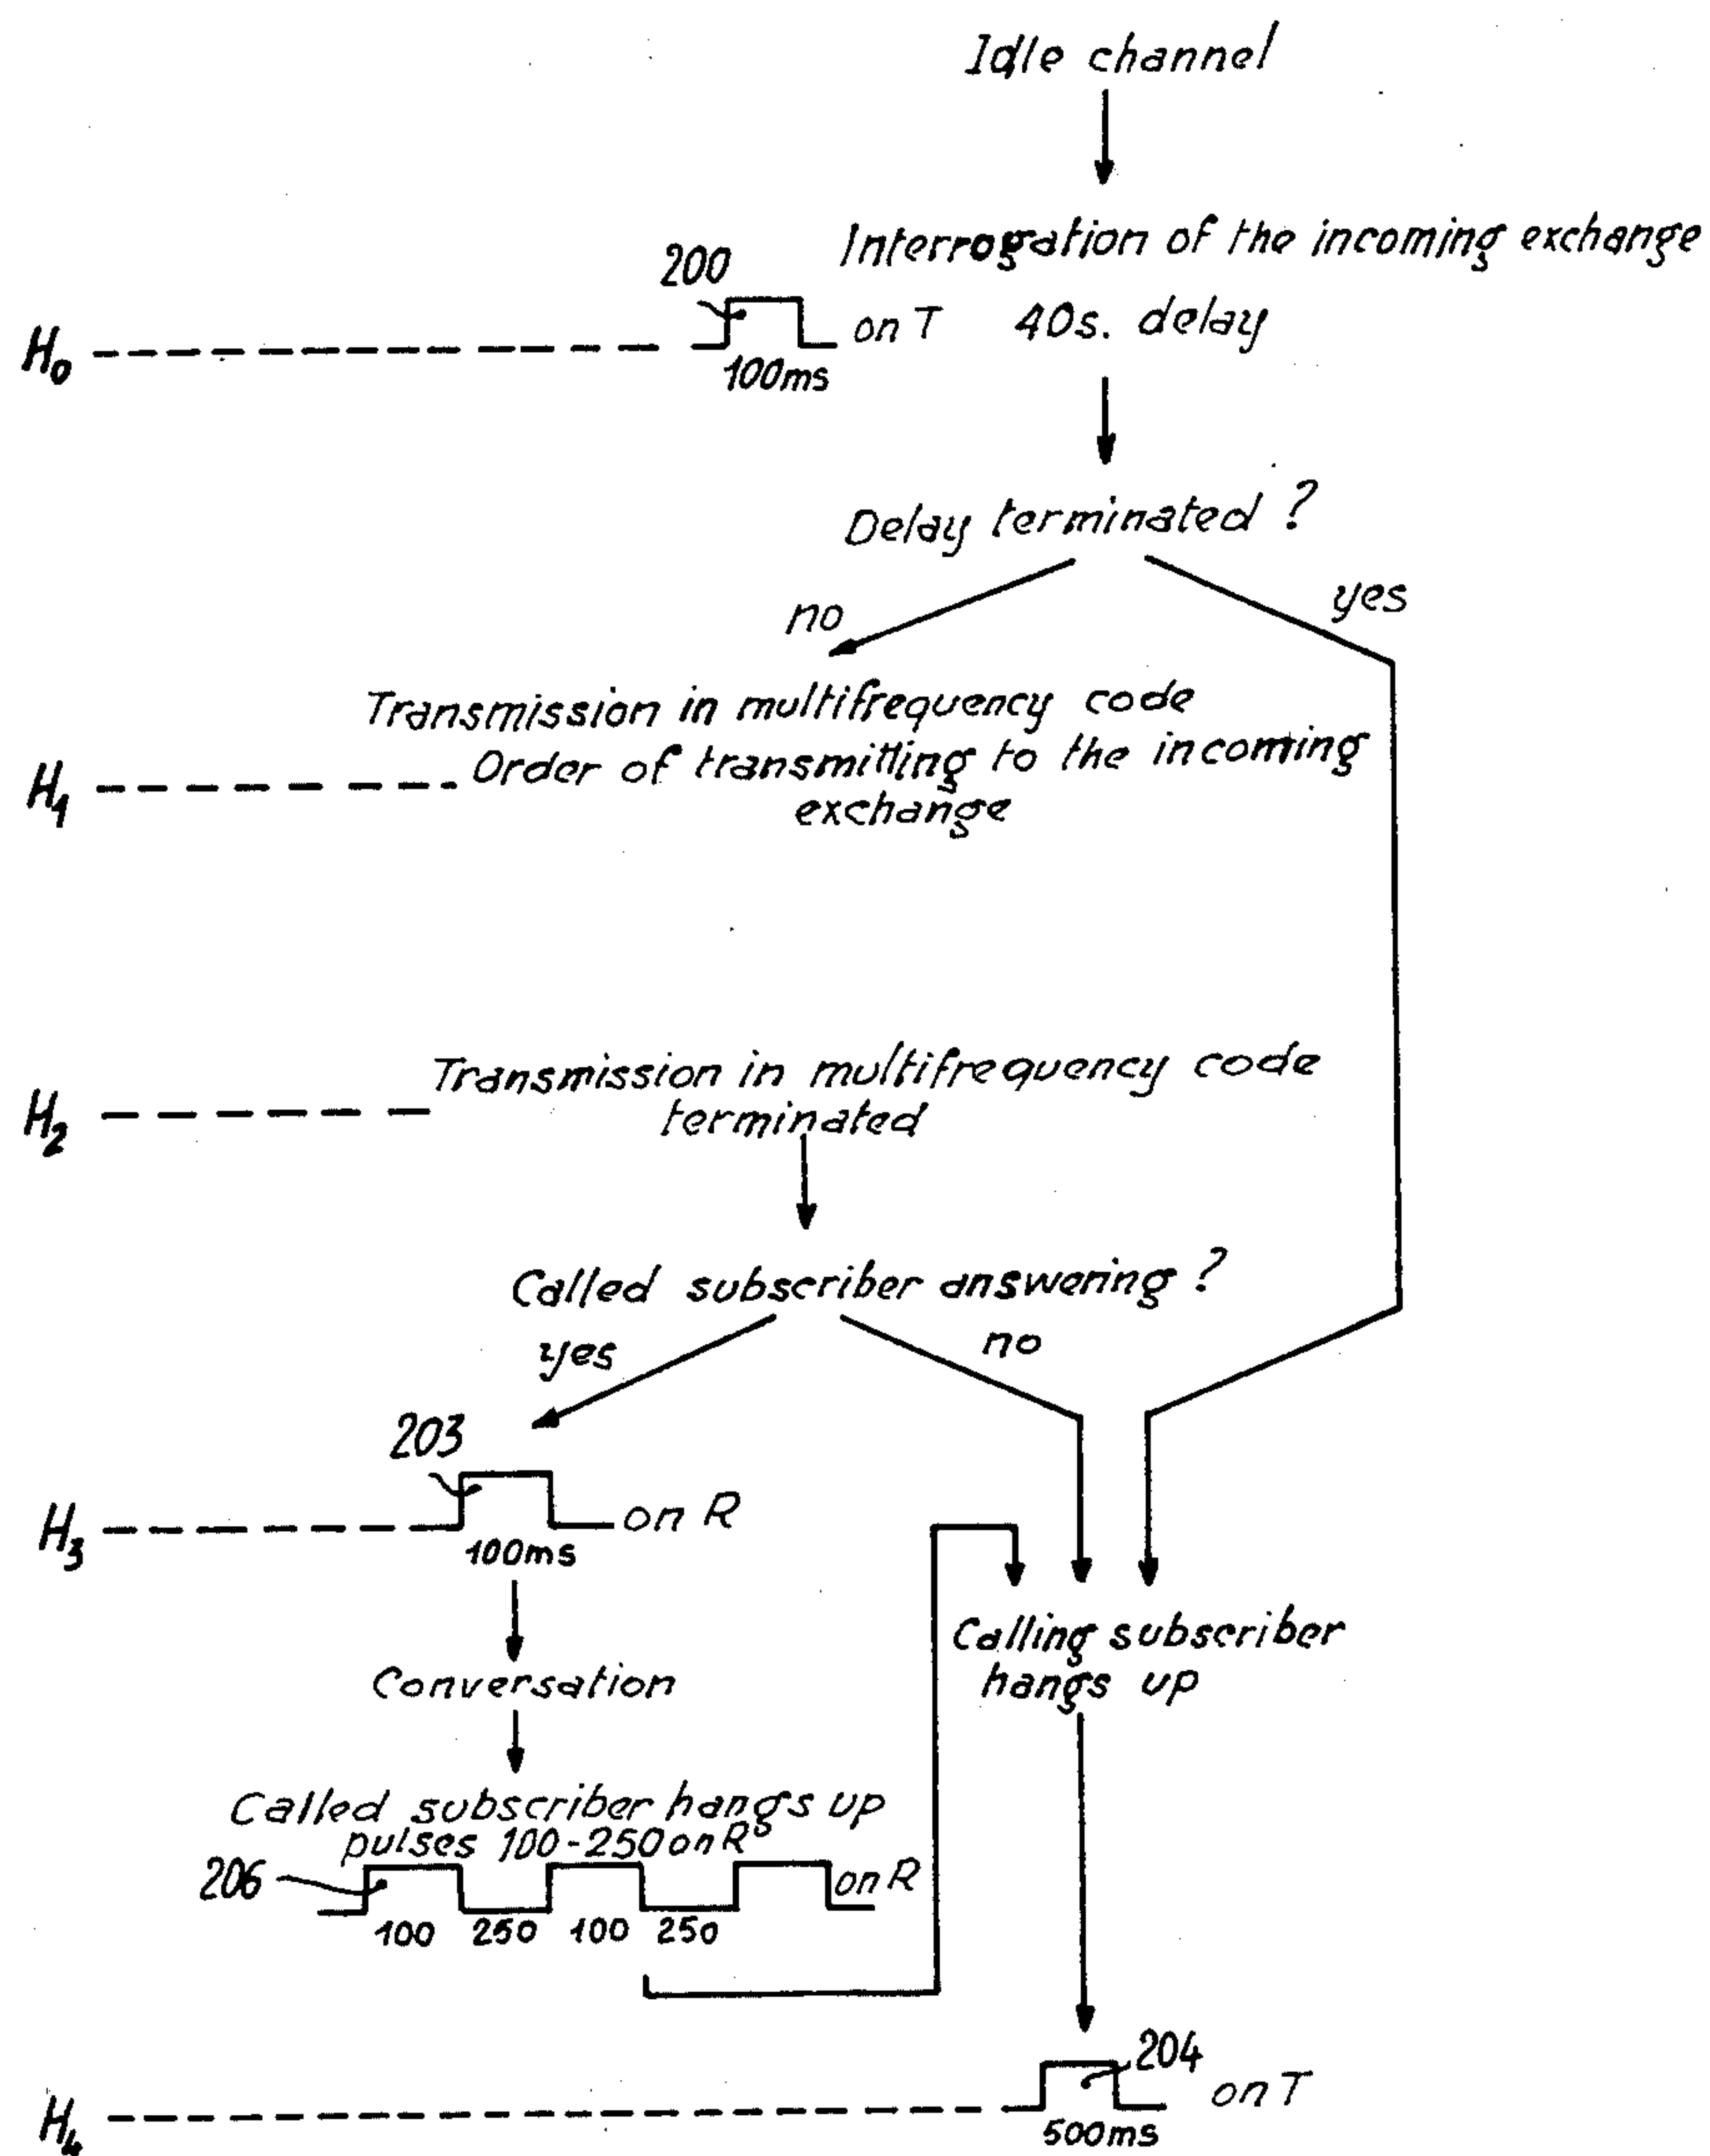 Idle channel
Interrogation of the incoming exchange
200
on T 40s. delay
H0
100ms
Delay terminated ?
no
yes
Transmission in multifrequency code
Order of transmitting to the incoming
H1
exchange
Transmission in multifrequency code
H2
terminated
Called subscriber answering ?
yes
no
203
H3
on R
100ms
Calling subscriber
hangs up
Conversation
Called subscriber hangs up
pulses 100-250 on R
206
on R
100 250 100 250
204
on T
H4
500ms